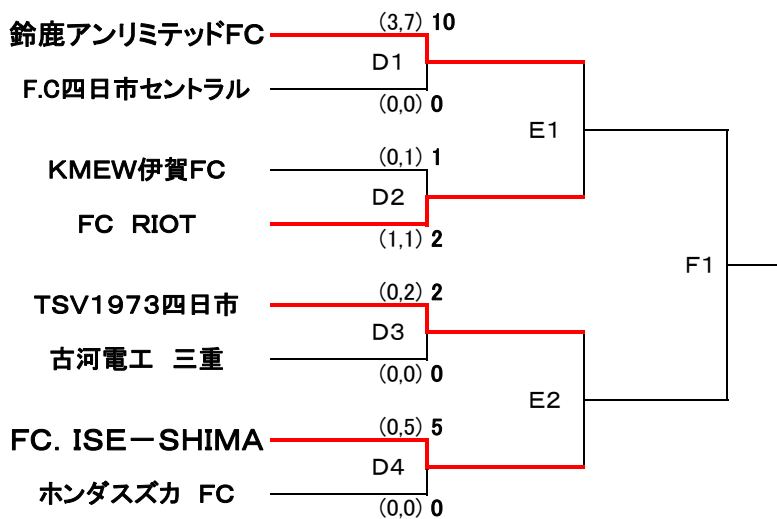 鈴鹿アンリミテッドFC
(3,7) 10
D1
F.C四日市セントラル
(0,0) 0
E1
KMEW伊賀FC
(0,1) 1
D2
FC　RIOT
(1,1) 2
F1
TSV1973四日市
(0,2) 2
D3
古河電工　三重
(0,0) 0
E2
FC. ISE－SHIMA
(0,5) 5
D4
ホンダスズカ　FC
(0,0) 0